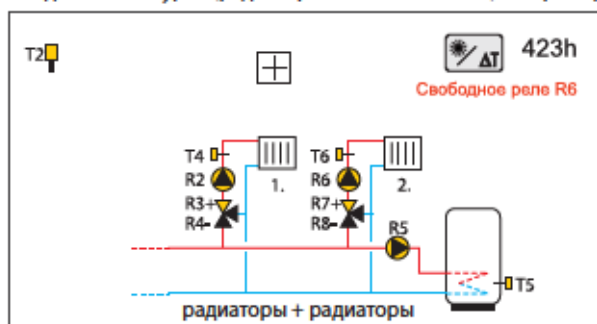 T2
ΔT 423h
Свободное реле R6
T4
T6
R2
1.
R6
2.
R3+
R4-
R7+
R8-
R5
T5
радиаторы + радиаторы